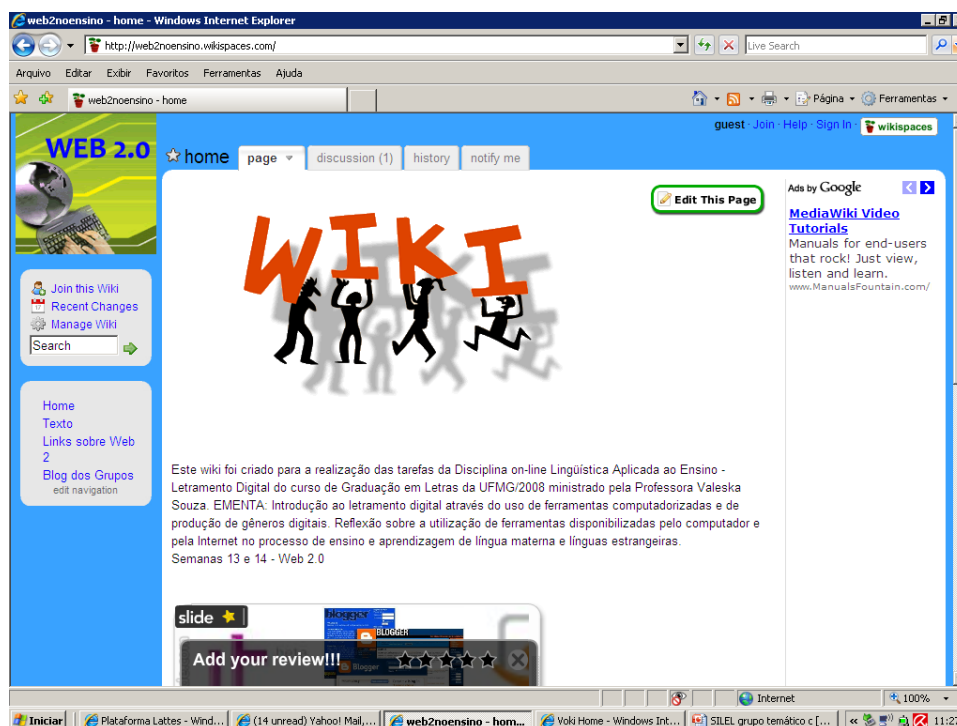 web2noensino - home - Windows Internet Explorer
http://web2noensino.wikispaces.com/
Live Search
Arquivo Editar Exibir Favoritos Ferramentas Ajuda
web2noensino - home
Página Ferramentas
guest · Join · Help · Sign In · wikispaces
WEB 2.0
home page discussion (1) history notify me
Edit This Page
Ads by Google
MediaWiki Video
Tutorials
Manuals for end-users
that rock! Just view,
listen and learn.
www.ManualsFountain.com/
WIKI
Join this Wiki
Recent Changes
Manage Wiki
Search
Home
Texto
Links sobre Web
2
Blog dos Grupos
edit navigation
Este wiki foi criado para a realização das tarefas da Disciplina on-line Lingüística Aplicada ao Ensino -
Letramento Digital do curso de Graduação em Letras da UFMG/2008 ministrado pela Professora Valeska
Souza. EMENTA: Introdução ao letramento digital através do uso de ferramentas computadorizadas e de
produção de gêneros digitais. Reflexão sobre a utilização de ferramentas disponibilizadas pelo computador e
pela Internet no processo de ensino e aprendizagem de língua materna e línguas estrangeiras.
Semanas 13 e 14 - Web 2.0
slide
blogger
BLOGGER
Blogger
Add your review!!!
Internet
100%
Iniciar
Plataforma Lattes - Wind...
(14 unread) Yahoo! Mail,...
web2noensino - hom...
Voki Home - Windows Int...
SILEL grupo temático c [...
11:27